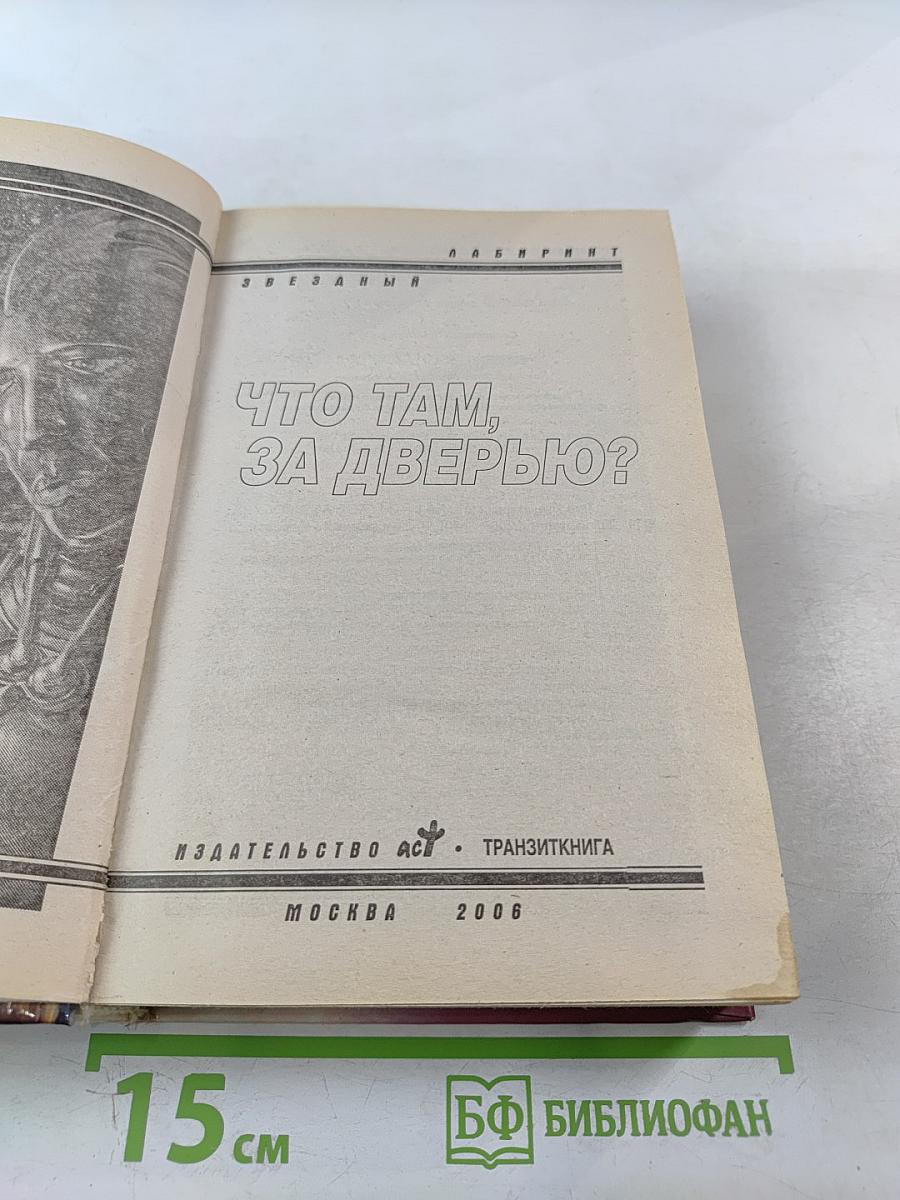 ЛАБИРИНТ
ЗВЕЗДНЫЙ
ЧТО ТАМ,
ЗА ДВЕРЬЮ?
ИЗДАТЕЛЬСТВО аст • ТРАНЗИТКНИГА
МОСКВА 2006
15 см
БФ БИБЛИОФАН